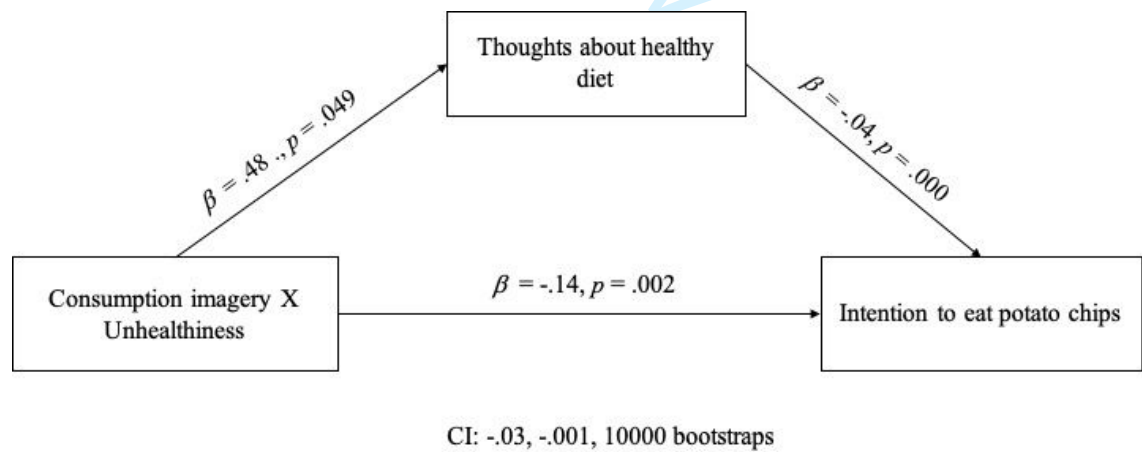 Thoughts about healthy
diet
β = .48 ., p = .049
β = -.04, p = .000
Consumption imagery X
Unhealthiness
β = -.14, p = .002
Intention to eat potato chips
CI: -.03, -.001, 10000 bootstraps